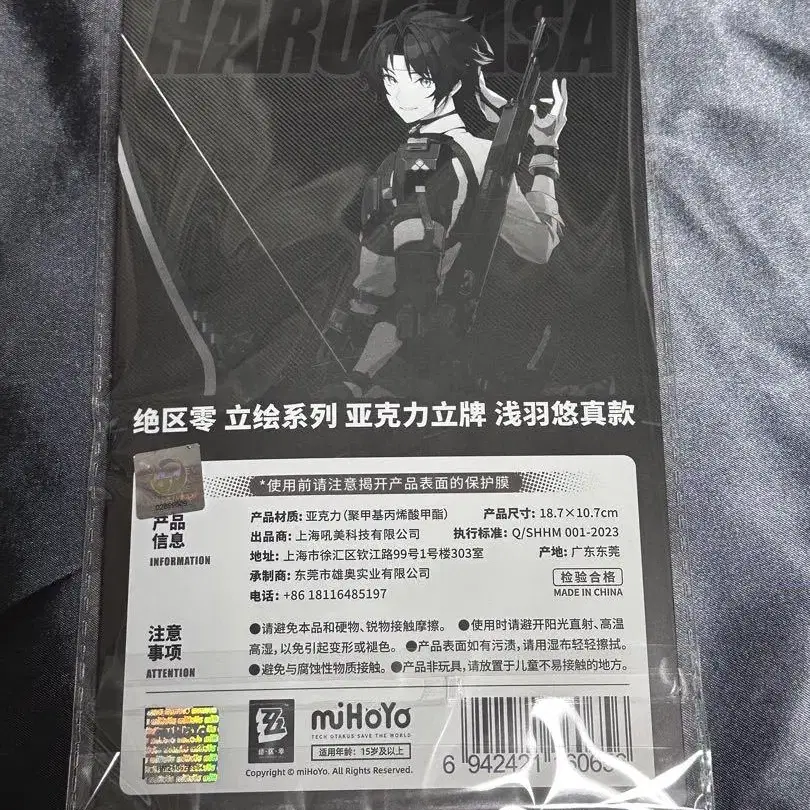 绝区零 立绘系列 亚克力立牌 浅羽悠真款
*使用前请注意揭开产品表面的保护膜
产品信息
INFORMATION
产品材质: 亚克力(聚甲基丙烯酸甲酯) 产品尺寸: 18.7×10.7cm
出品商: 上海吼美科技有限公司 执行标准: Q/SHHM 001-2023
地址: 上海市徐汇区钦江路99号1号楼303室 产地: 广东东莞
承制商: 东莞市雄奥实业有限公司 检验合格
电话: +86 18116485197 MADE IN CHINA
注意事项
ATTENTION
●请避免本品和硬物、锐物接触摩擦。 ●使用时请避开阳光直射、高温
高湿，以免引起变形或褪色。 ●产品表面如有污渍，请用湿布轻轻擦拭。
●避免与腐蚀性物质接触。 ●产品非玩具，请放置于儿童不易接触的地方。
绝区零
miHoYo
TECH OTAKUS SAVE THE WORLD
适用年龄: 15岁及以上
Copyright © miHoYo. All Rights Reserved.
6 942421